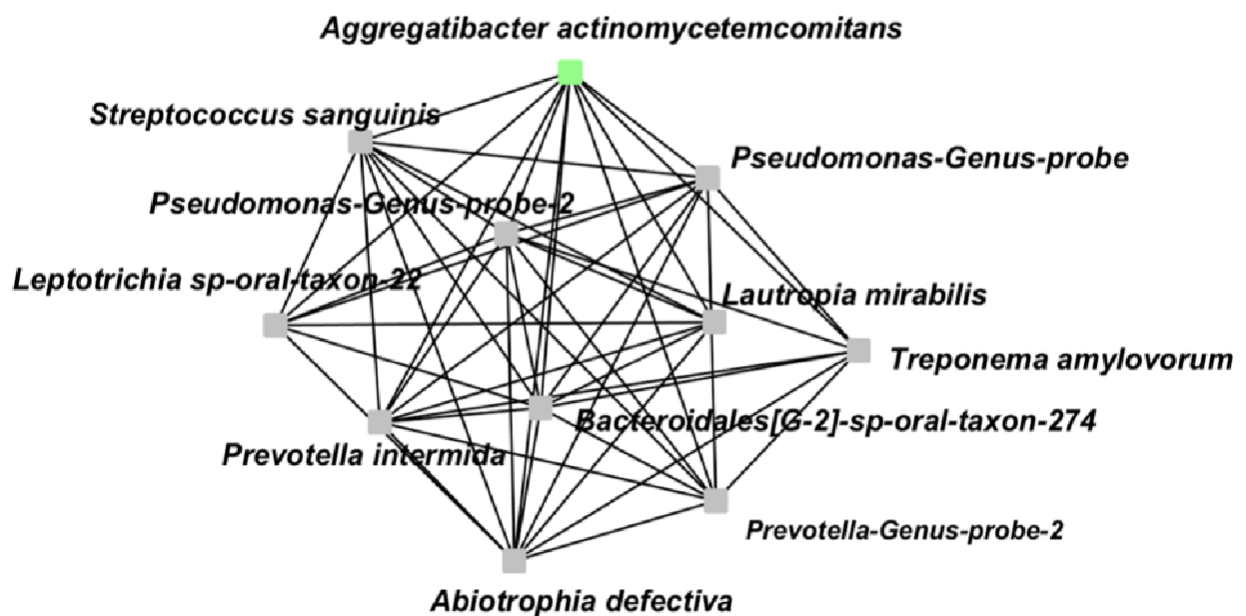 Aggregatibacter actinomycetemcomitans
Streptococcus sanguinis
Pseudomonas-Genus-probe
Pseudomonas-Genus-probe-2
Leptotrichia sp-oral-taxon-22
Lautropia mirabilis
Treponema amylovorum
Bacteroidales[G-2]-sp-oral-taxon-274
Prevotella intermida
Prevotella-Genus-probe-2
Abiotrophia defectiva